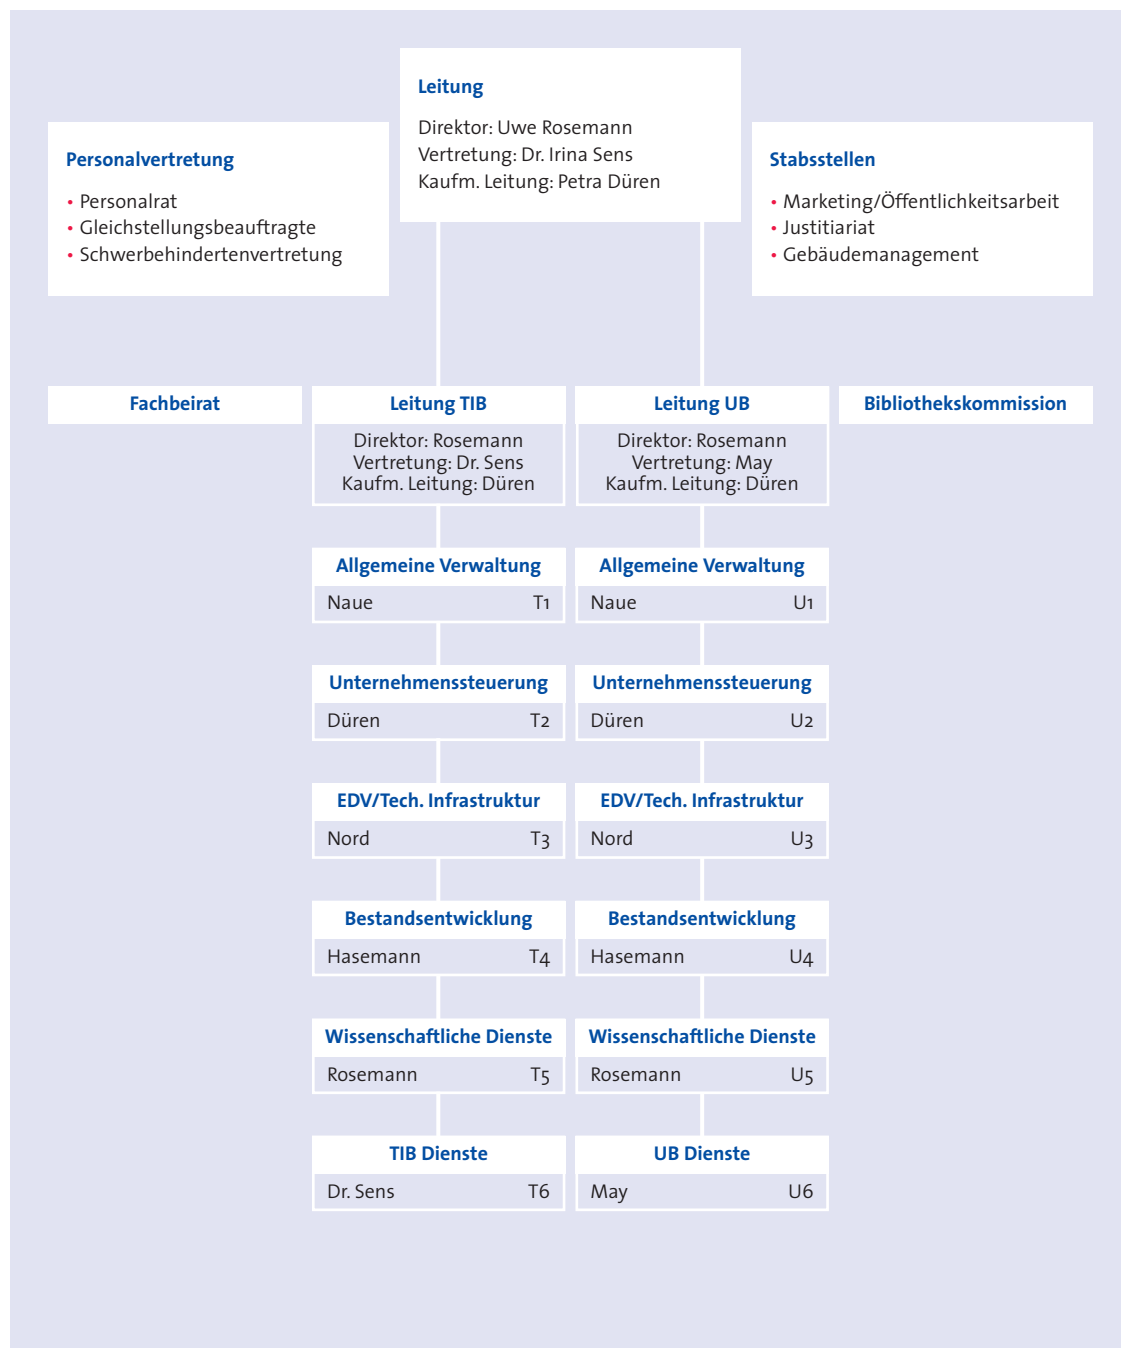 Leitung
Direktor: Uwe Rosemann
Vertretung: Dr. Irina Sens
Kaufm. Leitung: Petra Düren
Personalvertretung
• Personalrat
• Gleichstellungsbeauftragte
• Schwerbehindertenvertretung
Stabsstellen
• Marketing/Öffentlichkeitsarbeit
• Justitiariat
• Gebäudemanagement
Fachbeirat
Leitung TIB
Direktor: Rosemann
Vertretung: Dr. Sens
Kaufm. Leitung: Düren
Leitung UB
Direktor: Rosemann
Vertretung: May
Kaufm. Leitung: Düren
Bibliothekskommission
Allgemeine Verwaltung
Naue T1
Allgemeine Verwaltung
Naue U1
Unternehmenssteuerung
Düren T2
Unternehmenssteuerung
Düren U2
EDV/Tech. Infrastruktur
Nord T3
EDV/Tech. Infrastruktur
Nord U3
Bestandsentwicklung
Hasemann T4
Bestandsentwicklung
Hasemann U4
Wissenschaftliche Dienste
Rosemann T5
Wissenschaftliche Dienste
Rosemann U5
TIB Dienste
Dr. Sens T6
UB Dienste
May U6